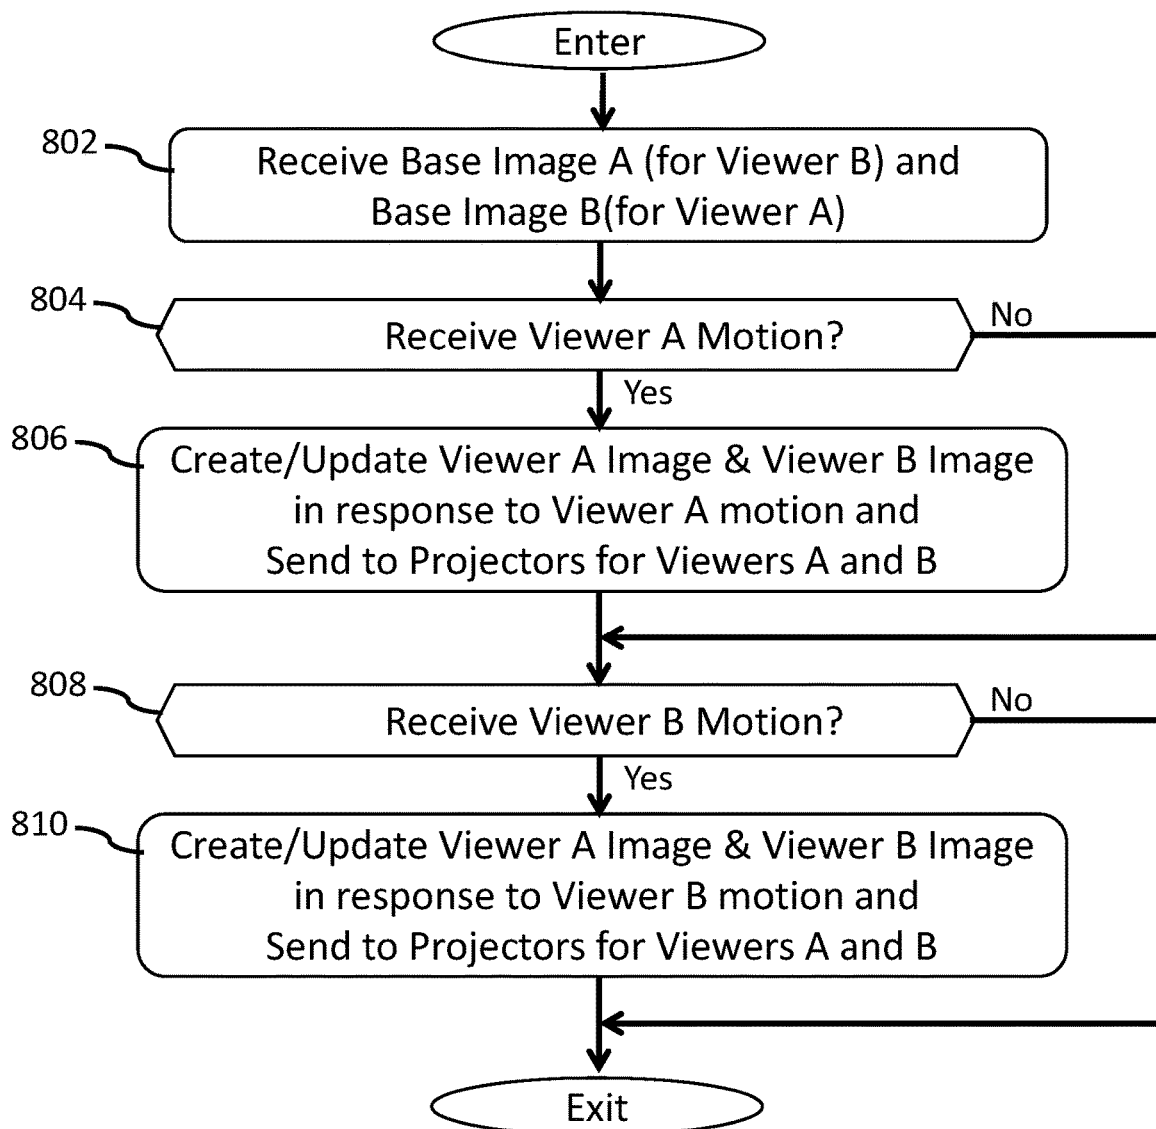 Enter
802
Receive Base Image A (for Viewer B) and
Base Image B(for Viewer A)
804
Receive Viewer A Motion?
No
Yes
806
Create/Update Viewer A Image & Viewer B Image
in response to Viewer A motion and
Send to Projectors for Viewers A and B
808
Receive Viewer B Motion?
No
Yes
810
Create/Update Viewer A Image & Viewer B Image
in response to Viewer B motion and
Send to Projectors for Viewers A and B
Exit